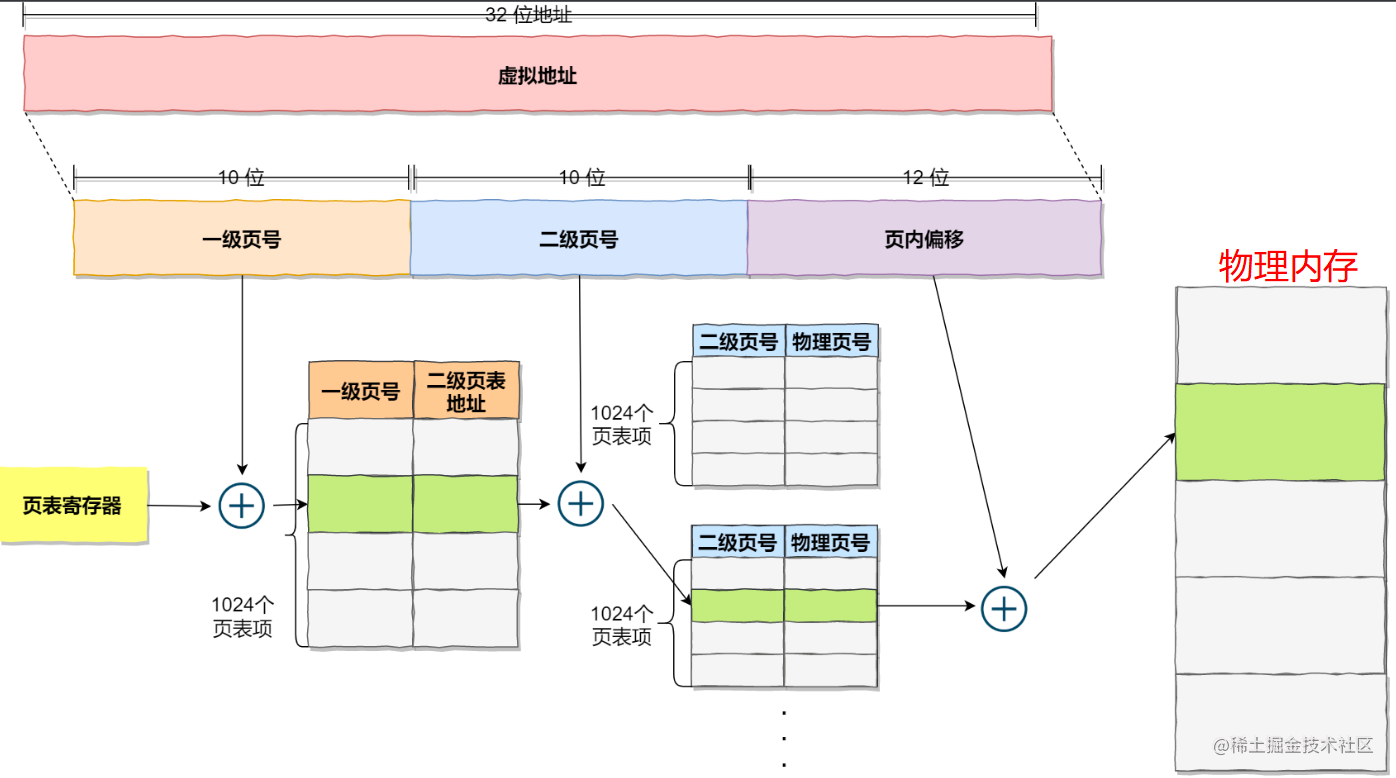 32 位地址
虚拟地址
10 位
10 位
12 位
一级页号
二级页号
页内偏移
物理内存
二级页号
物理页号
一级页号
二级页表
地址
1024个
页表项
页表寄存器
二级页号
物理页号
1024个
页表项
1024个
页表项
@稀土掘金技术社区